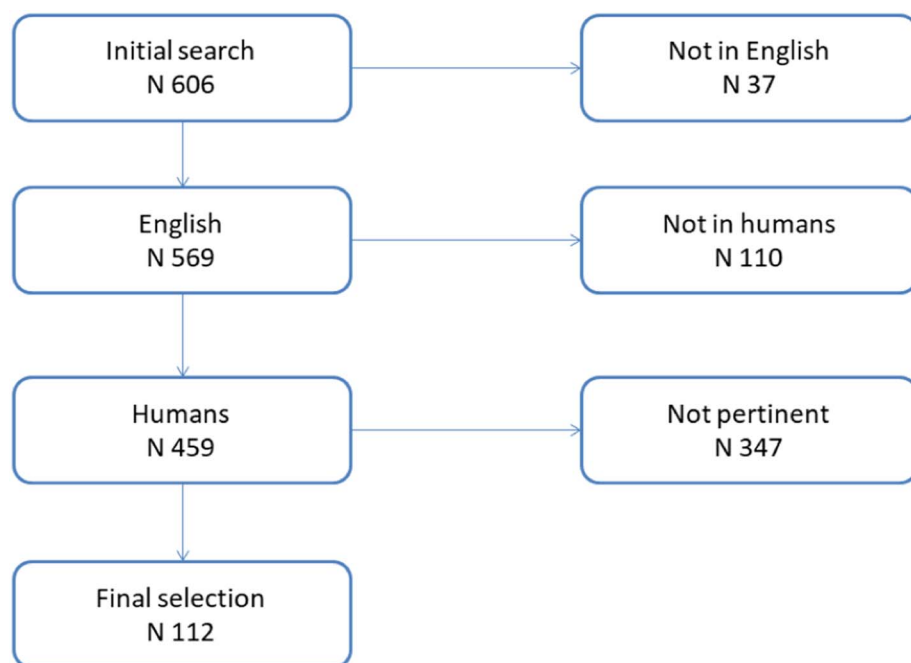 Initial search
N 606
Not in English
N 37
English
N 569
Not in humans
N 110
Humans
N 459
Not pertinent
N 347
Final selection
N 112